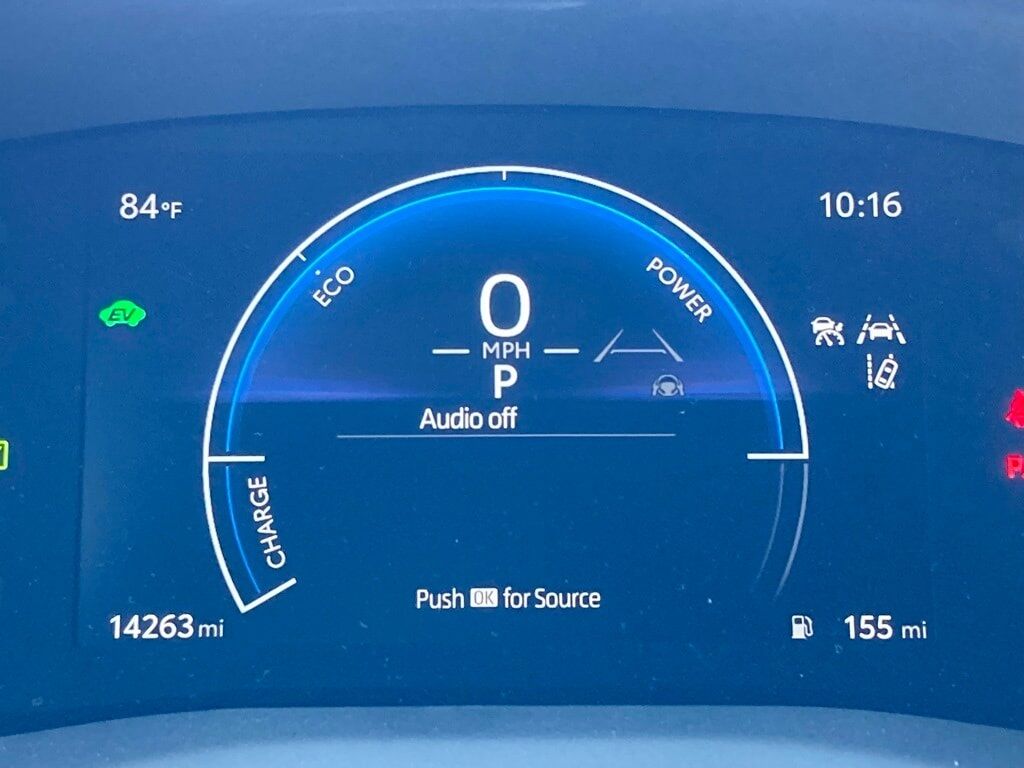 84°F
10:16
ECO
POWER
EV
0
MPH
P
Audio off
CHARGE
Push OK for Source
14263 mi
155 mi